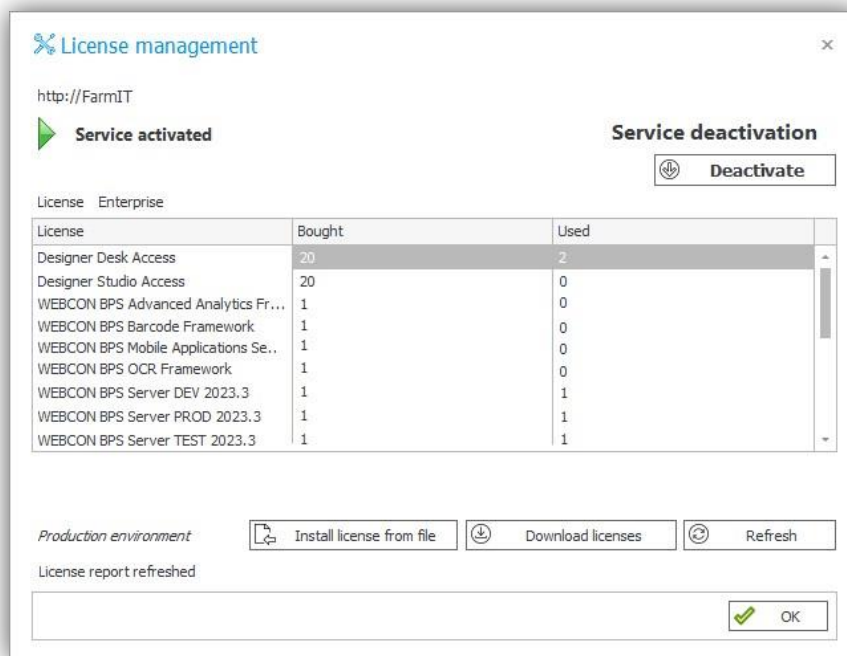 License management
http://FarmIT
Service activated
Service deactivation
Deactivate
License Enterprise
License Bought Used
Designer Desk Access 20 2
Designer Studio Access 20 0
WEBCON BPS Advanced Analytics Fr... 1 0
WEBCON BPS Barcode Framework 1 0
WEBCON BPS Mobile Applications Se.. 1 0
WEBCON BPS OCR Framework 1 0
WEBCON BPS Server DEV 2023.3 1 1
WEBCON BPS Server PROD 2023.3 1 1
WEBCON BPS Server TEST 2023.3 1 1
Production environment Install license from file Download licenses Refresh
License report refreshed
OK